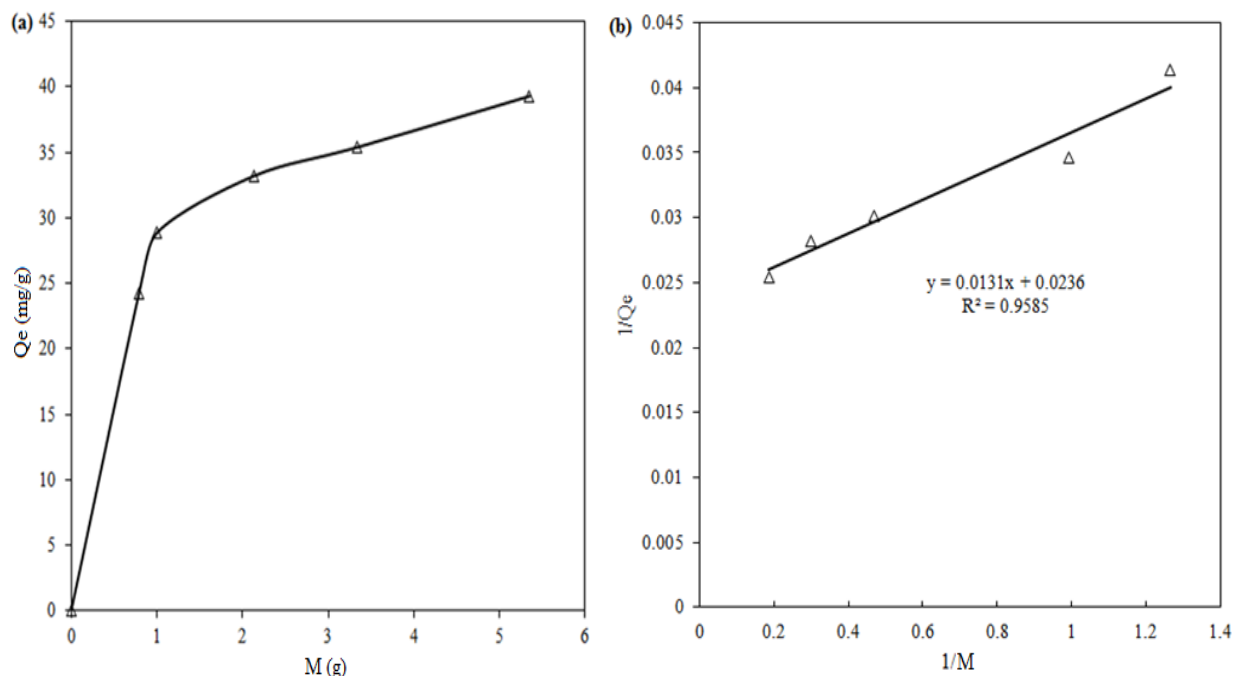 (a)
45
40
35
30
25
20
15
10
5
0
Qe (mg/g)
0 1 2 3 4 5 6
M (g)
(b)
0.045
0.04
0.035
0.03
0.025
0.02
0.015
0.01
0.005
0
1/Qe
y = 0.0131x + 0.0236
R² = 0.9585
0 0.2 0.4 0.6 0.8 1 1.2 1.4
1/M